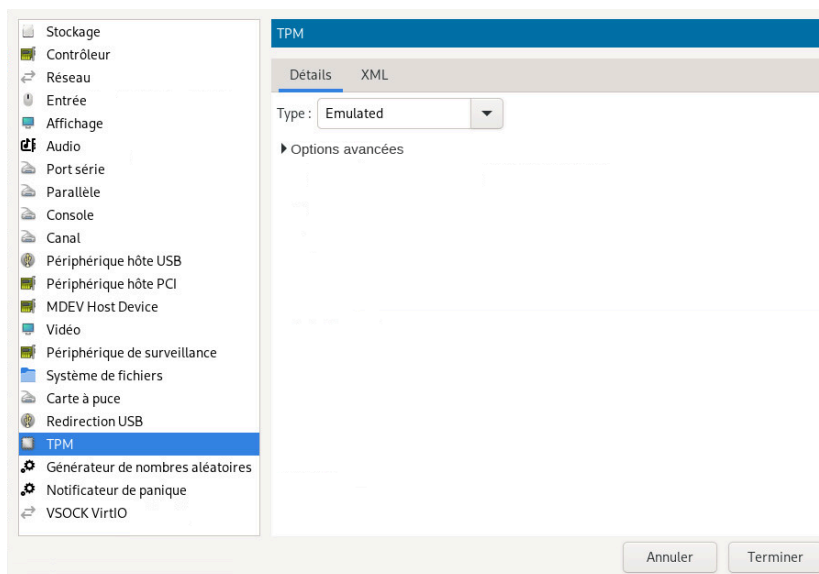 Stockage
Contrôleur
Réseau
Entrée
Affichage
Audio
Port série
Parallèle
Console
Canal
Périphérique hôte USB
Périphérique hôte PCI
MDEV Host Device
Vidéo
Périphérique de surveillance
Système de fichiers
Carte à puce
Redirection USB
TPM
Générateur de nombres aléatoires
Notificateur de panique
VSOCK VirtIO
TPM
Détails XML
Type : Emulated
Options avancées
Annuler Terminer